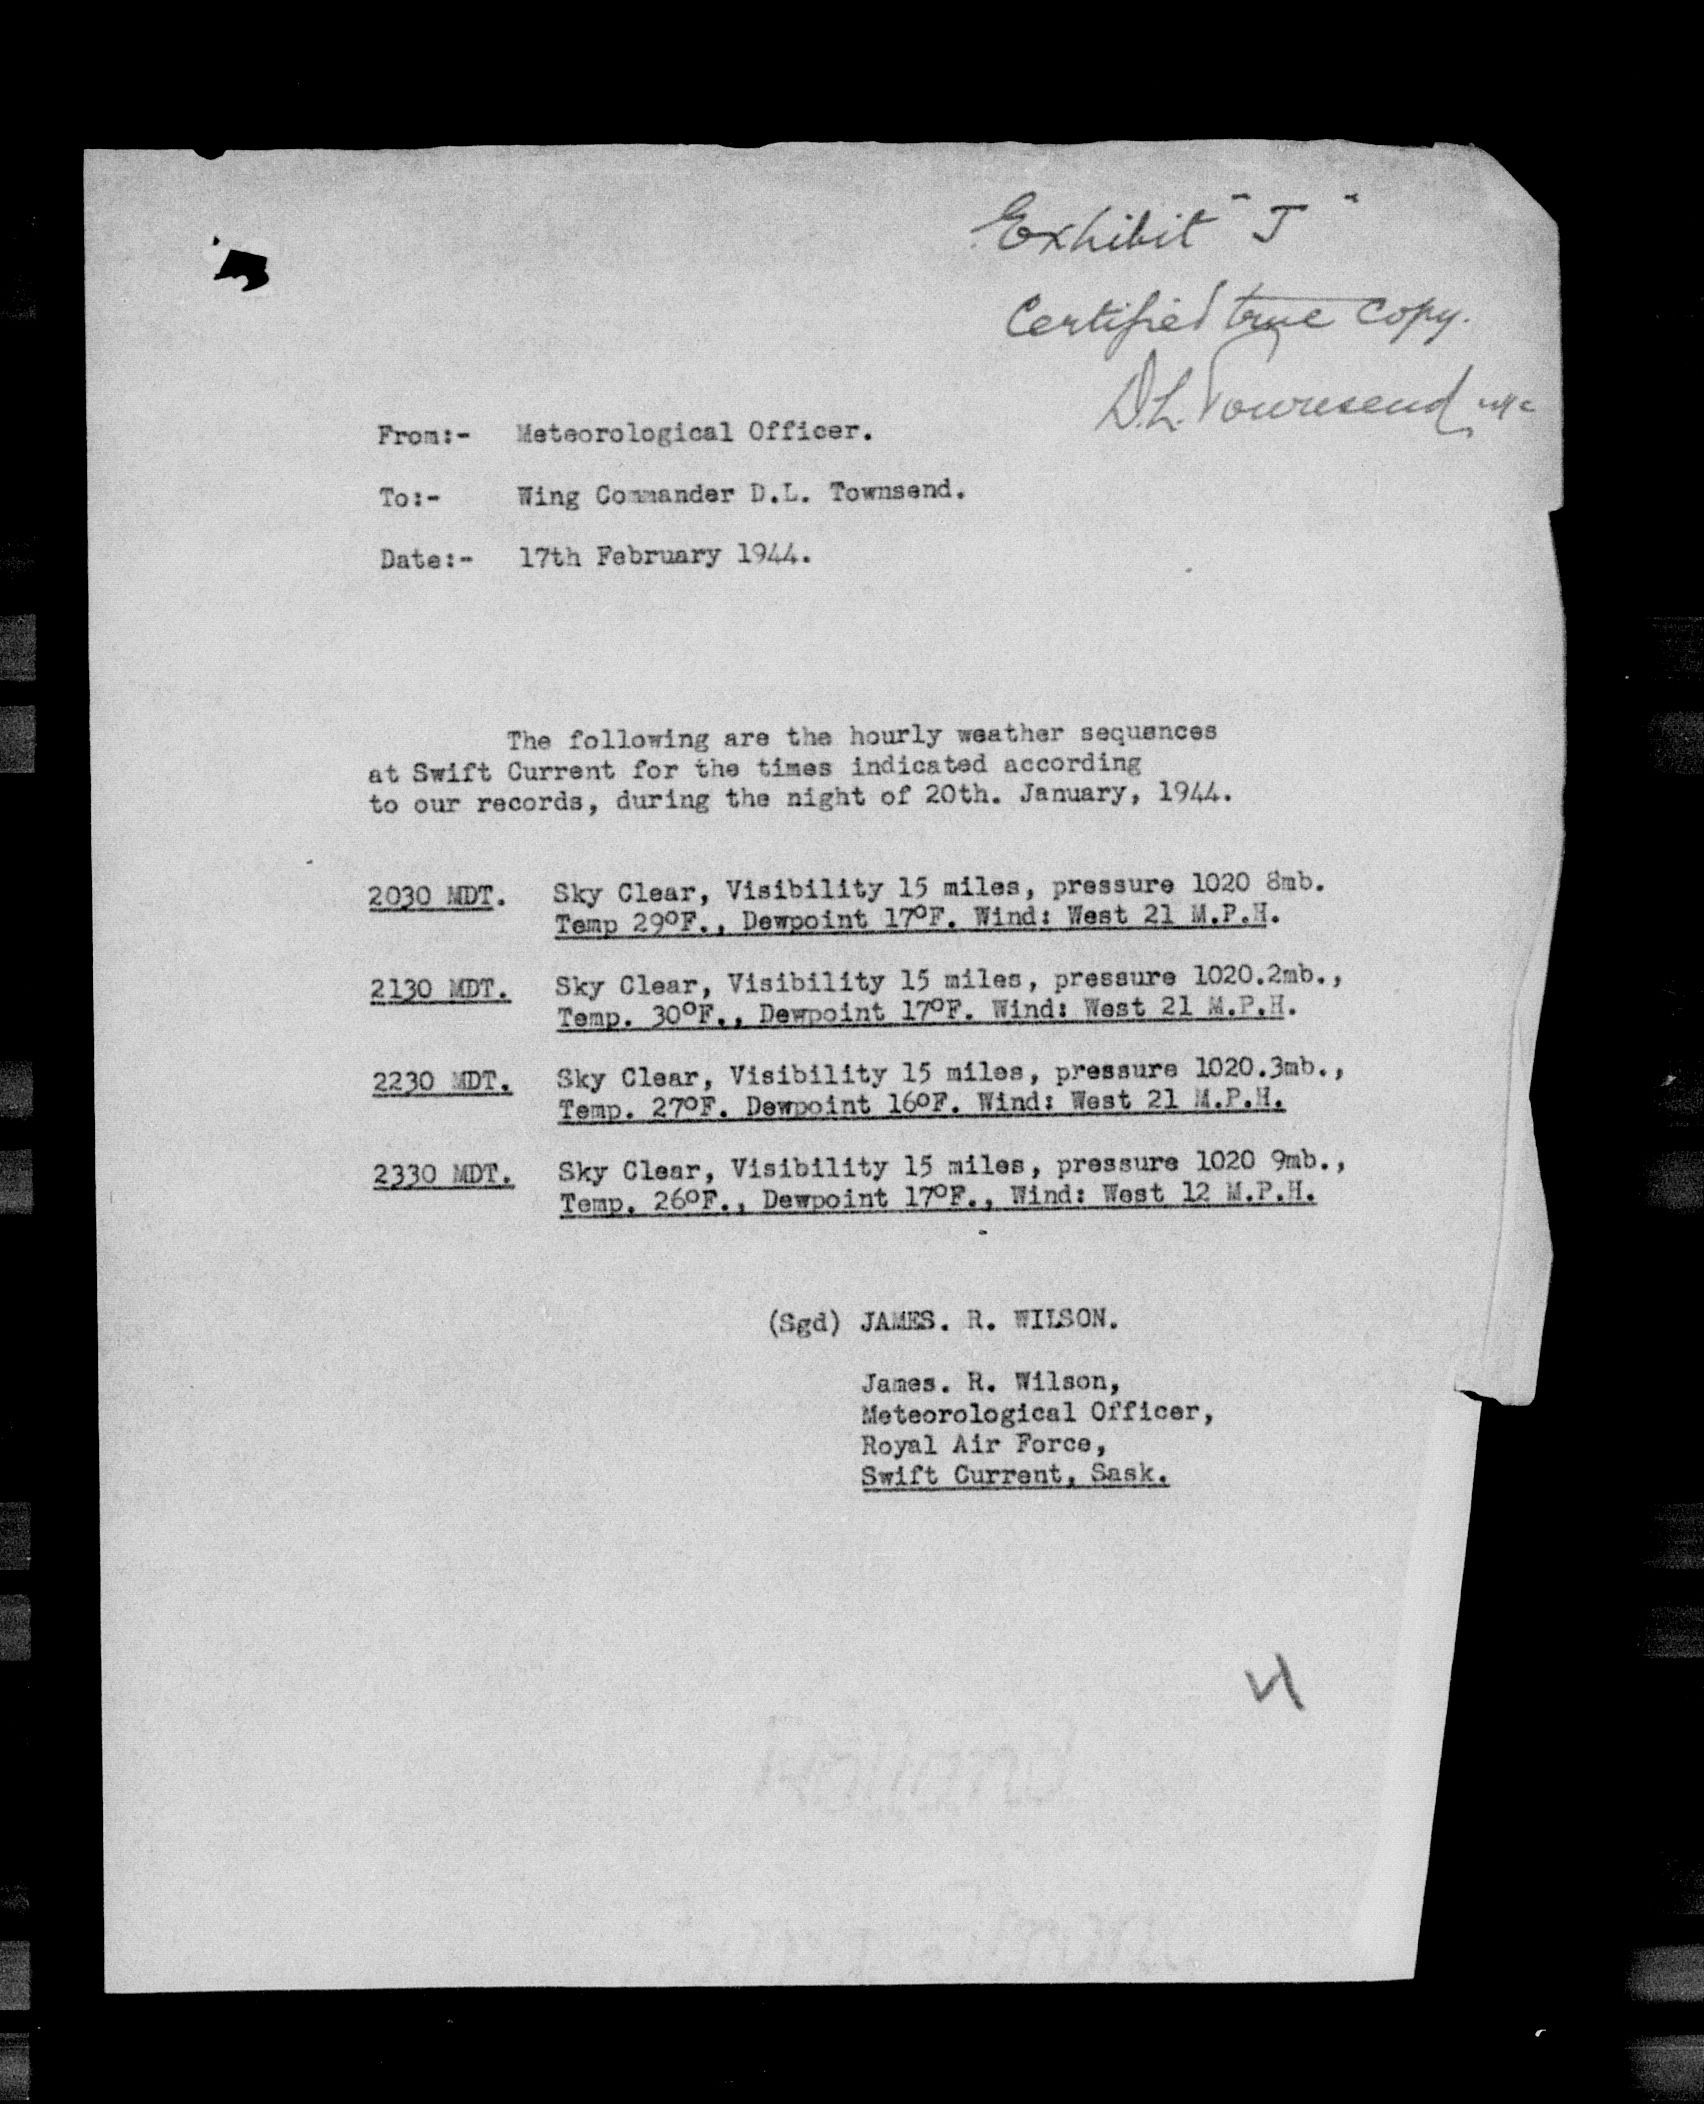 Exhibit "J"
Certified true copy.
D.L. Townsend W/C
From:- Meteorological Officer.
To:- Wing Commander D.L. Townsend.
Date:- 17th February 1944.
The following are the hourly weather sequences
at Swift Current for the times indicated according
to our records, during the night of 20th. January, 1944.
2030 MDT. Sky Clear, Visibility 15 miles, pressure 1020 8mb.
Temp 29°F., Dewpoint 17°F. Wind: West 21 M.P.H.
2130 MDT. Sky Clear, Visibility 15 miles, pressure 1020.2mb.,
Temp. 30°F., Dewpoint 17°F. Wind: West 21 M.P.H.
2230 MDT. Sky Clear, Visibility 15 miles, pressure 1020.3mb.,
Temp. 27°F. Dewpoint 16°F. Wind: West 21 M.P.H.
2330 MDT. Sky Clear, Visibility 15 miles, pressure 1020 9mb.,
Temp. 26°F., Dewpoint 17°F., Wind: West 12 M.P.H.
(Sgd) JAMES. R. WILSON.
James. R. Wilson,
Meteorological Officer,
Royal Air Force,
Swift Current, Sask.